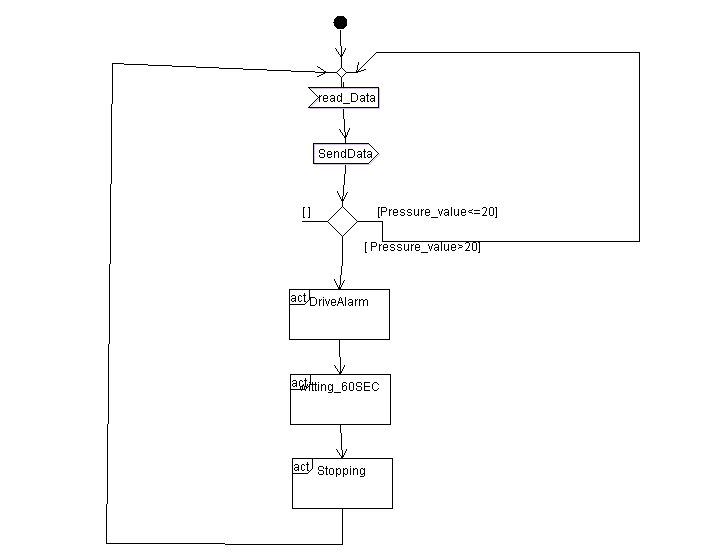 read_Data
SendData
[ ]
[Pressure_value<=20]
[ Pressure_value>20]
act
DriveAlarm
act
witting_60SEC
act
Stopping